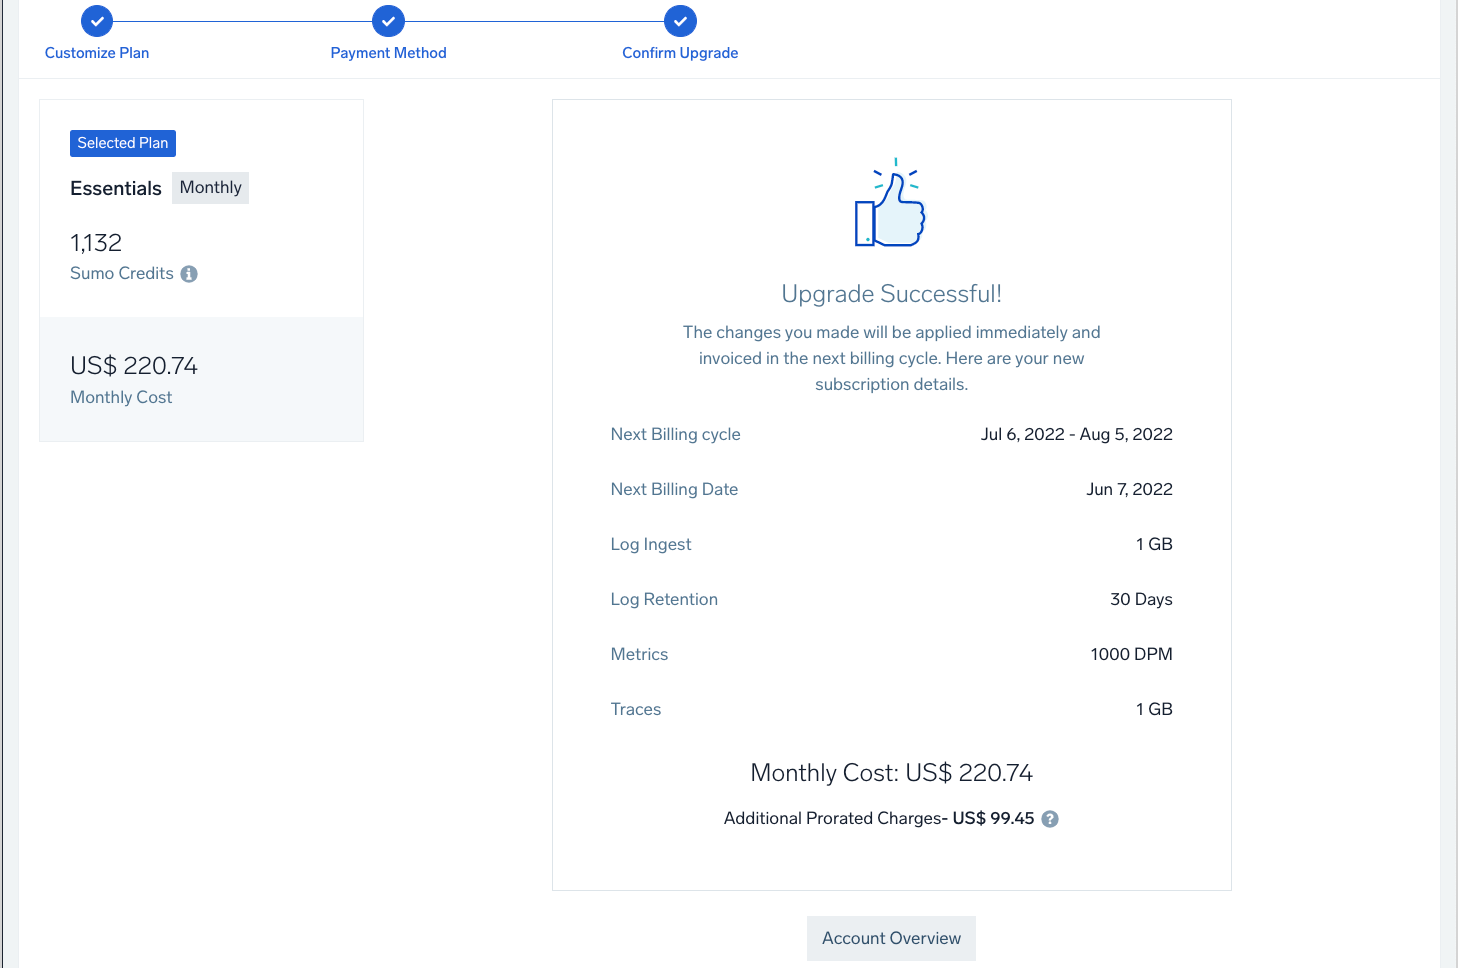 Customize Plan
Payment Method
Confirm Upgrade
Selected Plan
Essentials Monthly
1,132
Sumo Credits
US$ 220.74
Monthly Cost
Upgrade Successful!
The changes you made will be applied immediately and
invoiced in the next billing cycle. Here are your new
subscription details.
Next Billing cycle Jul 6, 2022 - Aug 5, 2022
Next Billing Date Jun 7, 2022
Log Ingest 1 GB
Log Retention 30 Days
Metrics 1000 DPM
Traces 1 GB
Monthly Cost: US$ 220.74
Additional Prorated Charges- US$ 99.45
Account Overview